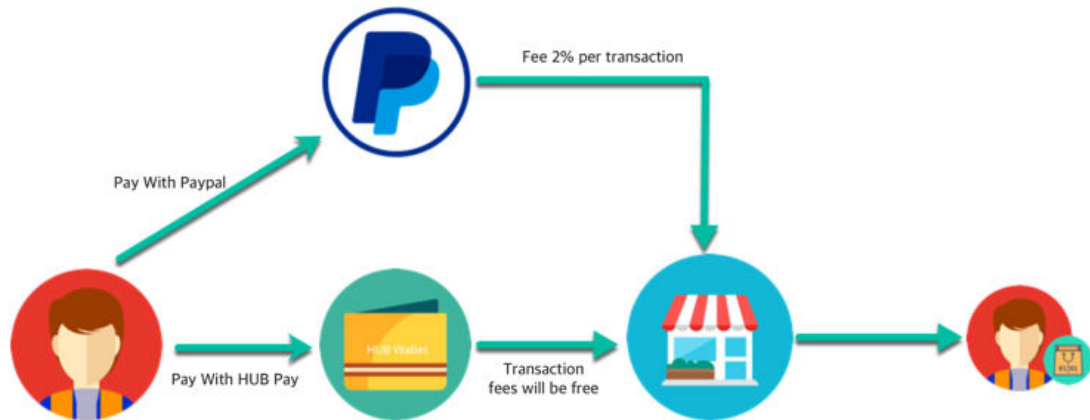 Fee 2% per transaction
Pay With Paypal
HUB Wallet
Pay With HUB Pay
Transaction
fees will be free